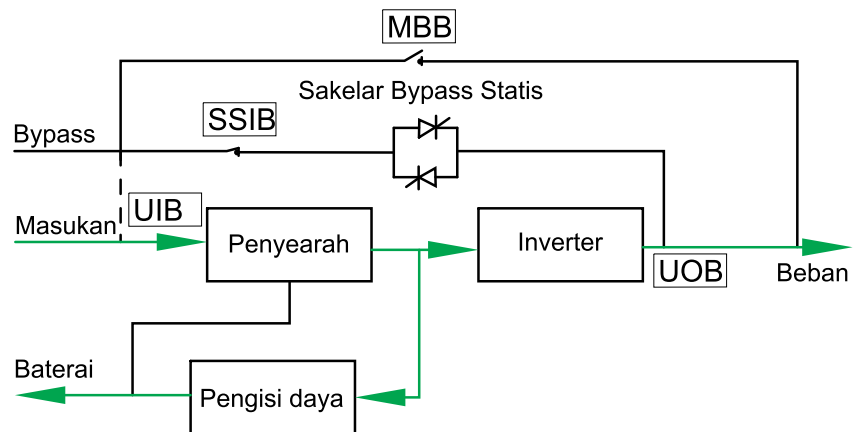 MBB
Sakelar Bypass Statis
SSIB
Bypass
UIB
Masukan
Penyearah
Inverter
UOB
Beban
Baterai
Pengisi daya